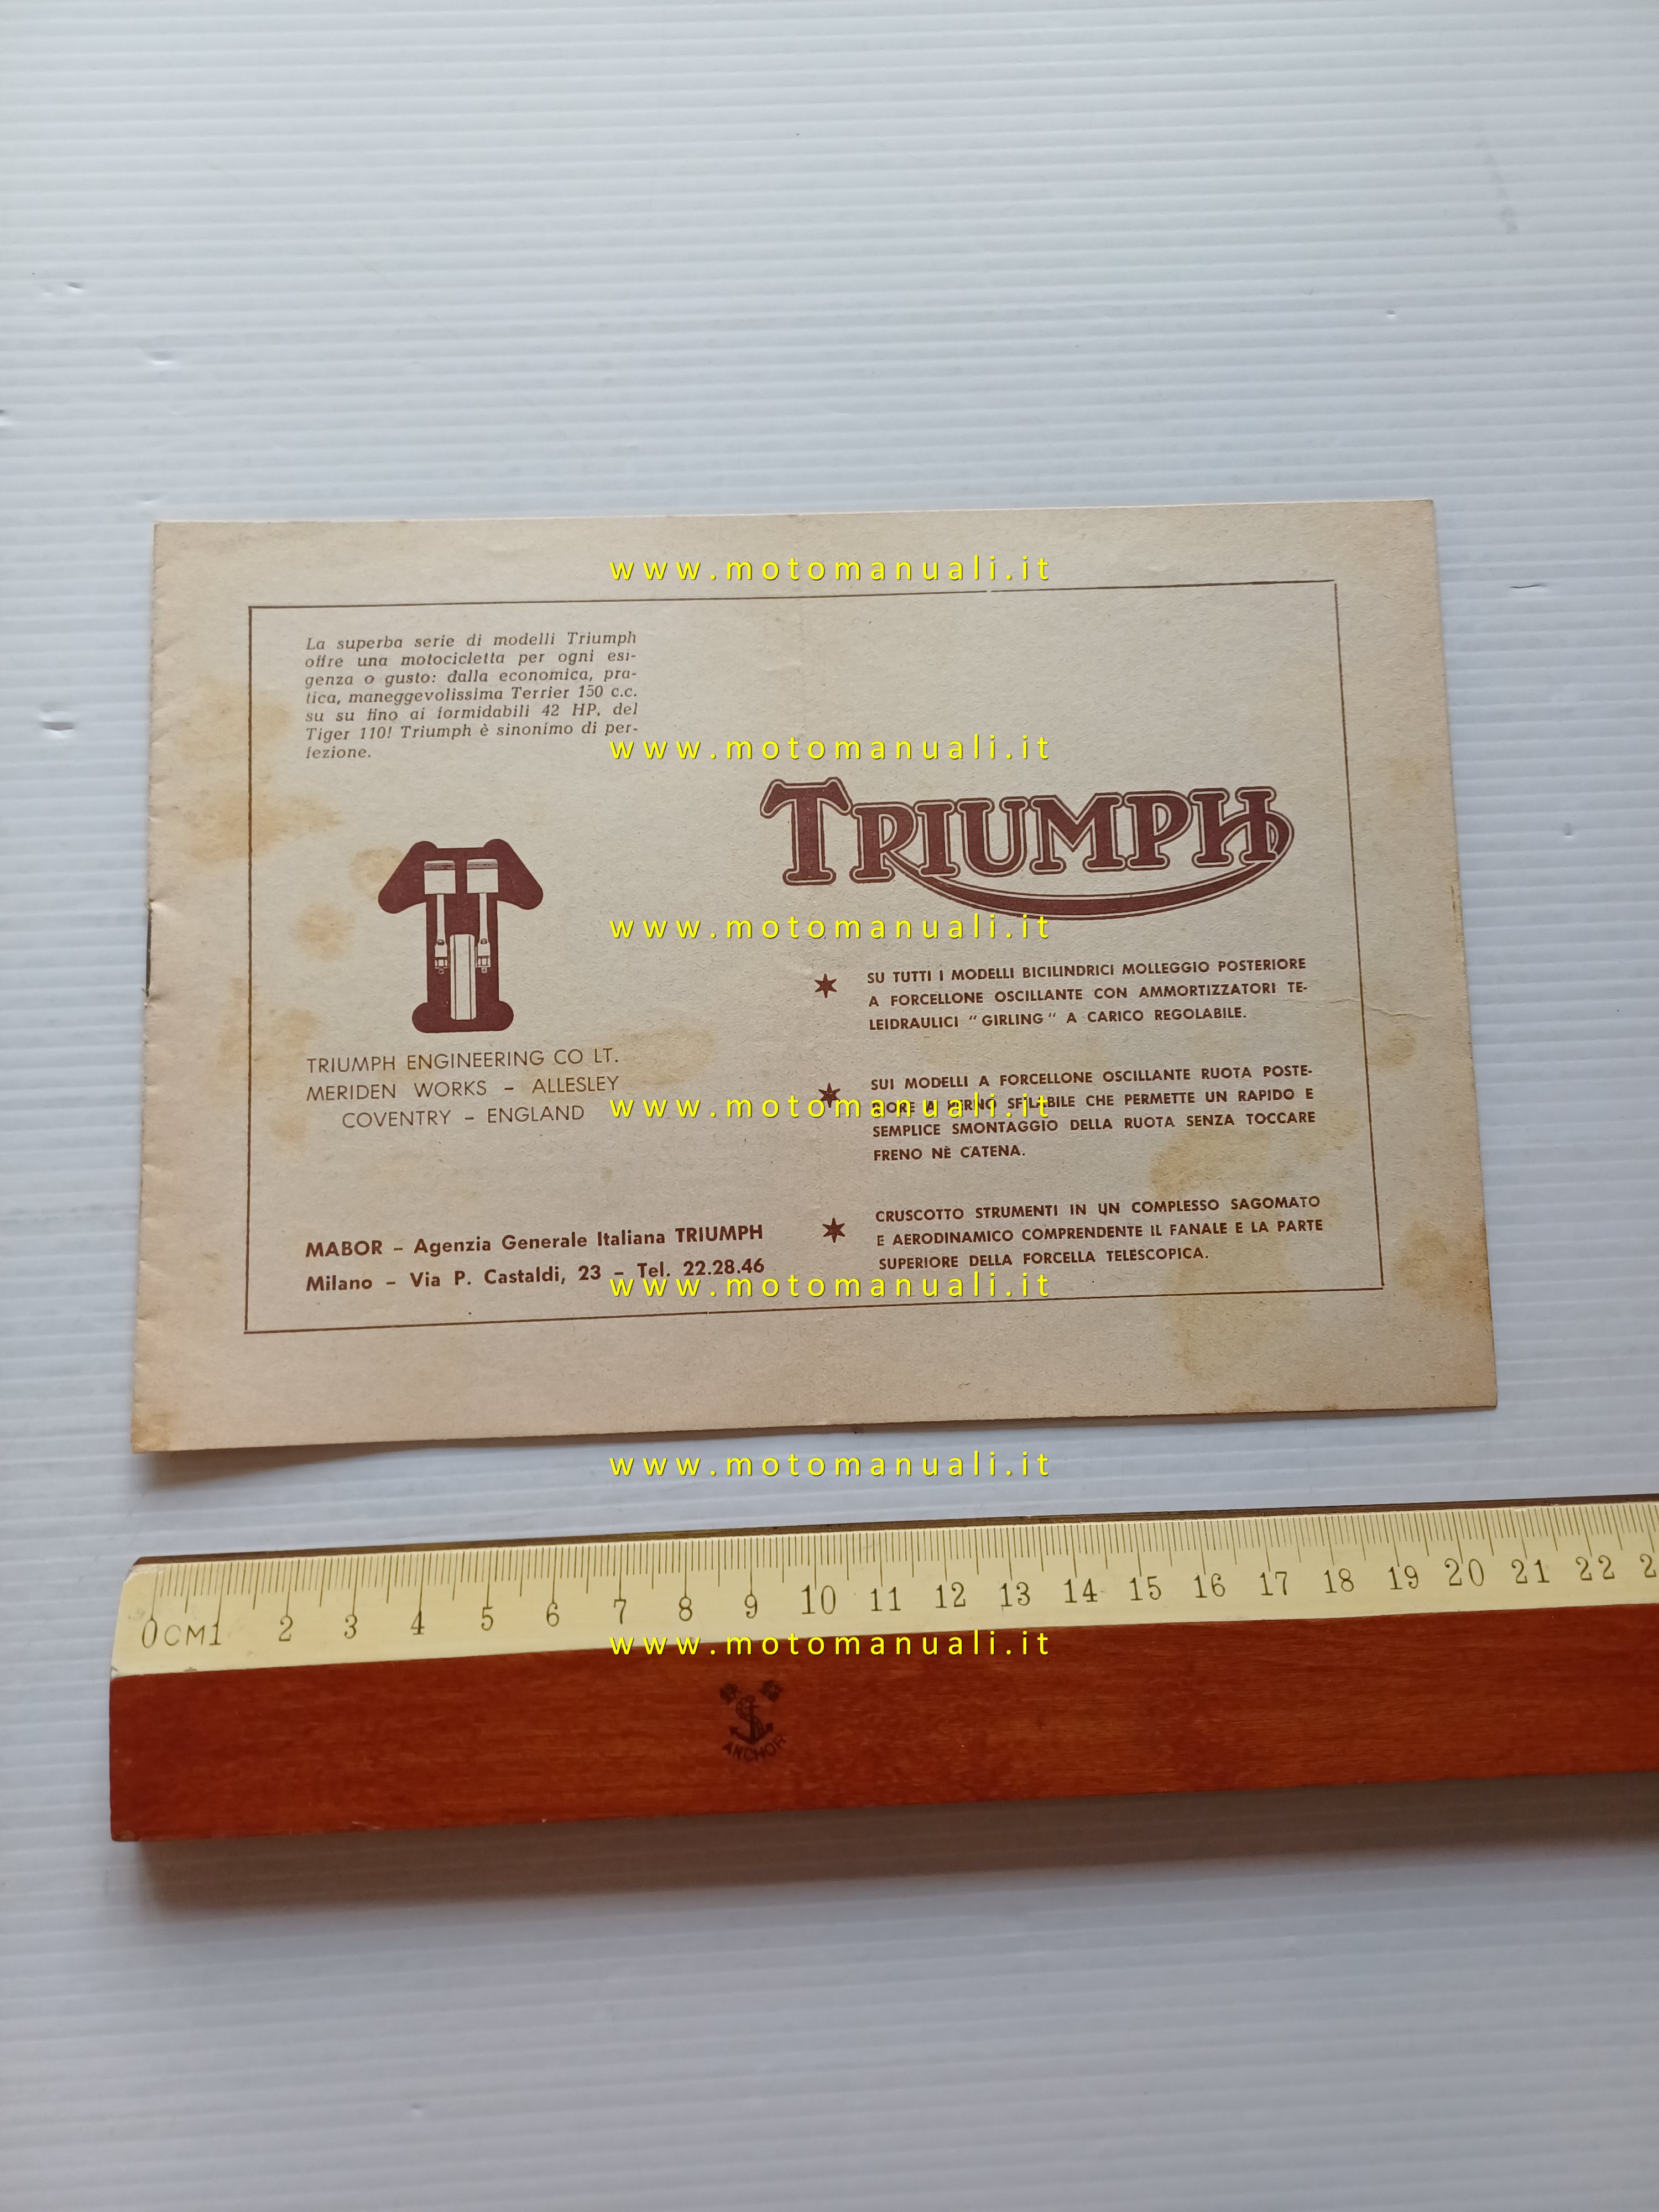 www.motomanuali.it
La superba serie di modelli Triumph
offre una motocicletta per ogni esi-
genza o gusto: dalla economica, pra-
tica, maneggevolissima Terrier 150 c.c.
su su fino ai formidabili 42 HP, del
Tiger 110! Triumph è sinonimo di per-
fezione.
www.motomanuali.it
TRIUMPH
www.motomanuali.it
TRIUMPH ENGINEERING CO LT.
MERIDEN WORKS – ALLESLEY
COVENTRY – ENGLAND
MABOR – Agenzia Generale Italiana TRIUMPH
Milano – Via P. Castaldi, 23 – Tel. 22.28.46
SU TUTTI I MODELLI BICILINDRICI MOLLEGGIO POSTERIORE
A FORCELLONE OSCILLANTE CON AMMORTIZZATORI TE-
LEIDRAULICI "GIRLING" A CARICO REGOLABILE.
SUI MODELLI A FORCELLONE OSCILLANTE RUOTA POSTE-
RIORE A PERNO SFILABILE CHE PERMETTE UN RAPIDO E
www.motomanuali.it
SEMPLICE SMONTAGGIO DELLA RUOTA SENZA TOCCARE
FRENO NÈ CATENA.
CRUSCOTTO STRUMENTI IN UN COMPLESSO SAGOMATO
E AERODINAMICO COMPRENDENTE IL FANALE E LA PARTE
SUPERIORE DELLA FORCELLA TELESCOPICA.
www.motomanuali.it
www.motomanuali.it
0CM1 2 3 4 5 6 7 8 9 10 11 12 13 14 15 16 17 18 19 20 21 22 2
www.motomanuali.it
ANCHOR